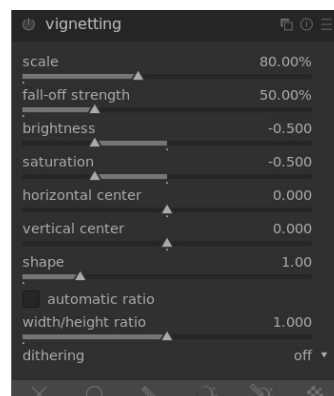 vignetting
scale 80.00%
fall-off strength 50.00%
brightness -0.500
saturation -0.500
horizontal center 0.000
vertical center 0.000
shape 1.00
automatic ratio
width/height ratio 1.000
dithering off